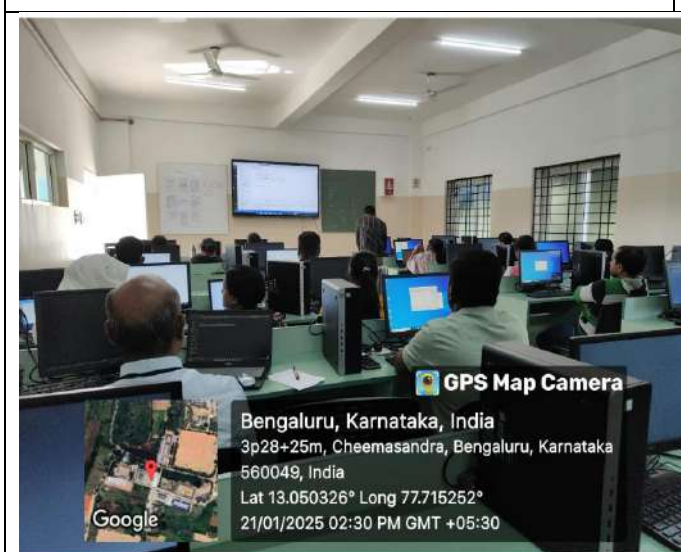 GPS Map Camera
Bengaluru, Karnataka, India
3p28+25m, Cheemasandra, Bengaluru, Karnataka
560049, India
Lat 13.050326° Long 77.715252°
21/01/2025 02:30 PM GMT +05:30
Google